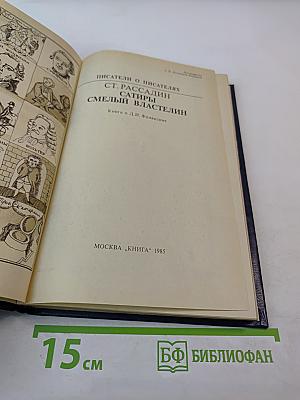 ПИСАТЕЛИ О ПИСАТЕЛЯХ
СТ. РАССАДИН
САТИРЫ
СМЕЛЫЙ ВЛАСТЕЛИН
Книга о Д.И. Фонвизине
МОСКВА „КНИГА“ 1985
15 см
БФ БИБЛИОФАН